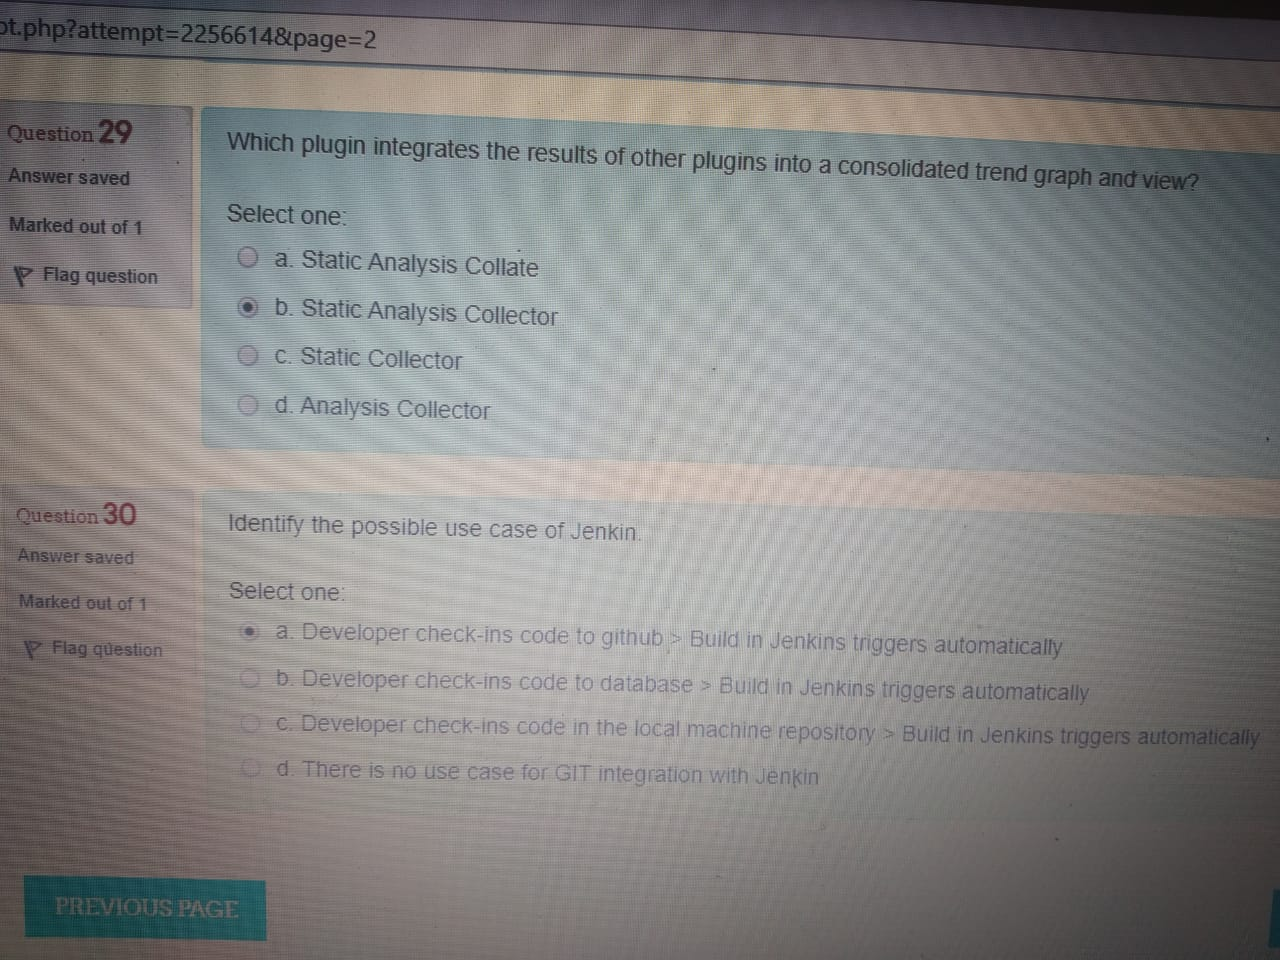 ot.php?attempt=2256614&page=2
Question 29
Answer saved
Marked out of 1
Flag question
Which plugin integrates the results of other plugins into a consolidated trend graph and view?
Select one:
a. Static Analysis Collate
b. Static Analysis Collector
c. Static Collector
d. Analysis Collector
Question 30
Answer saved
Marked out of 1
Flag question
Identify the possible use case of Jenkin.
Select one:
a. Developer check-ins code to github > Build in Jenkins triggers automatically
b. Developer check-ins code to database > Build in Jenkins triggers automatically
c. Developer check-ins code in the local machine repository > Build in Jenkins triggers automatically
d. There is no use case for GIT integration with Jenkin
PREVIOUS PAGE